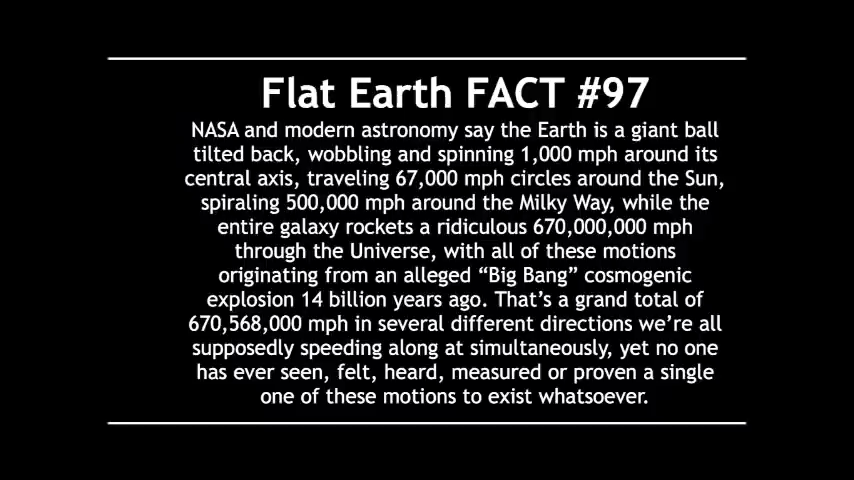 Flat Earth FACT #97
NASA and modern astronomy say the Earth is a giant ball
tilted back, wobbling and spinning 1,000 mph around its
central axis, traveling 67,000 mph circles around the Sun,
spiraling 500,000 mph around the Milky Way, while the
entire galaxy rockets a ridiculous 670,000,000 mph
through the Universe, with all of these motions
originating from an alleged “Big Bang” cosmogenic
explosion 14 billion years ago. That’s a grand total of
670,568,000 mph in several different directions we’re all
supposedly speeding along at simultaneously, yet no one
has ever seen, felt, heard, measured or proven a single
one of these motions to exist whatsoever.